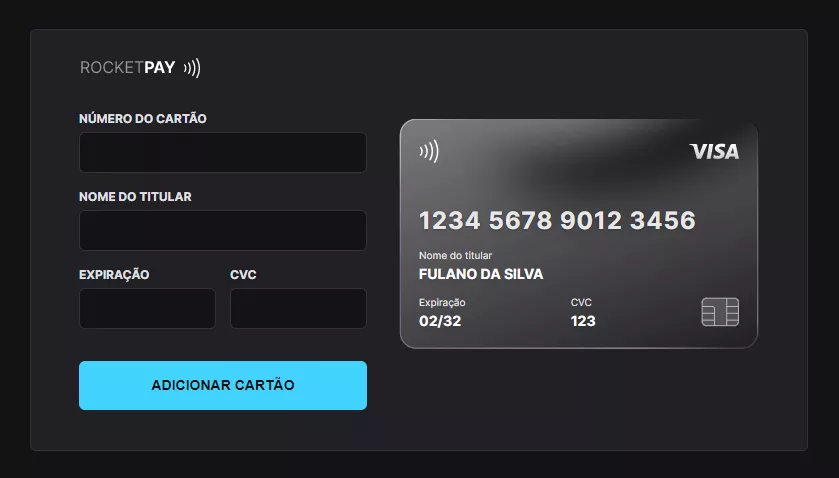 ROCKETPAY
NÚMERO DO CARTÃO
NOME DO TITULAR
EXPIRAÇÃO CVC
ADICIONAR CARTÃO
VISA
1234 5678 9012 3456
Nome do titular
FULANO DA SILVA
Expiração CVC
02/32 123